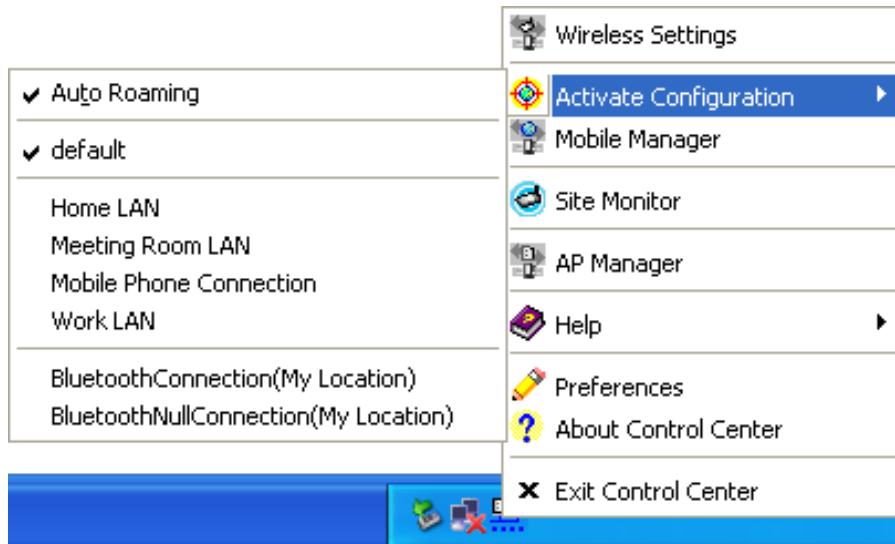 Wireless Settings
Activate Configuration
Mobile Manager
Site Monitor
AP Manager
Help
Preferences
About Control Center
Exit Control Center
Auto Roaming
default
Home LAN
Meeting Room LAN
Mobile Phone Connection
Work LAN
BluetoothConnection(My Location)
BluetoothNullConnection(My Location)